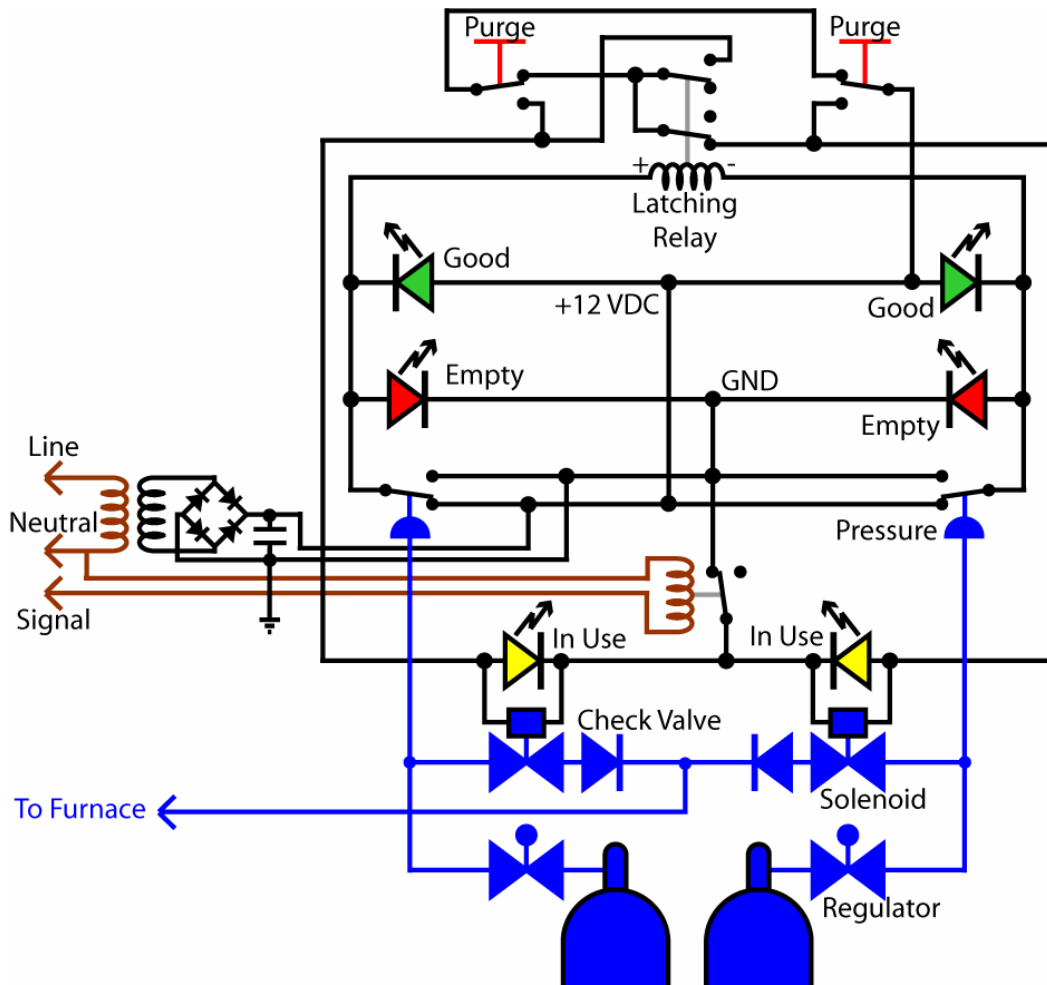 Purge
Purge
+
-
Latching
Relay
Good
+12 VDC
Good
Empty
GND
Empty
Line
Neutral
Pressure
Signal
In Use
In Use
Check Valve
To Furnace
Solenoid
Regulator